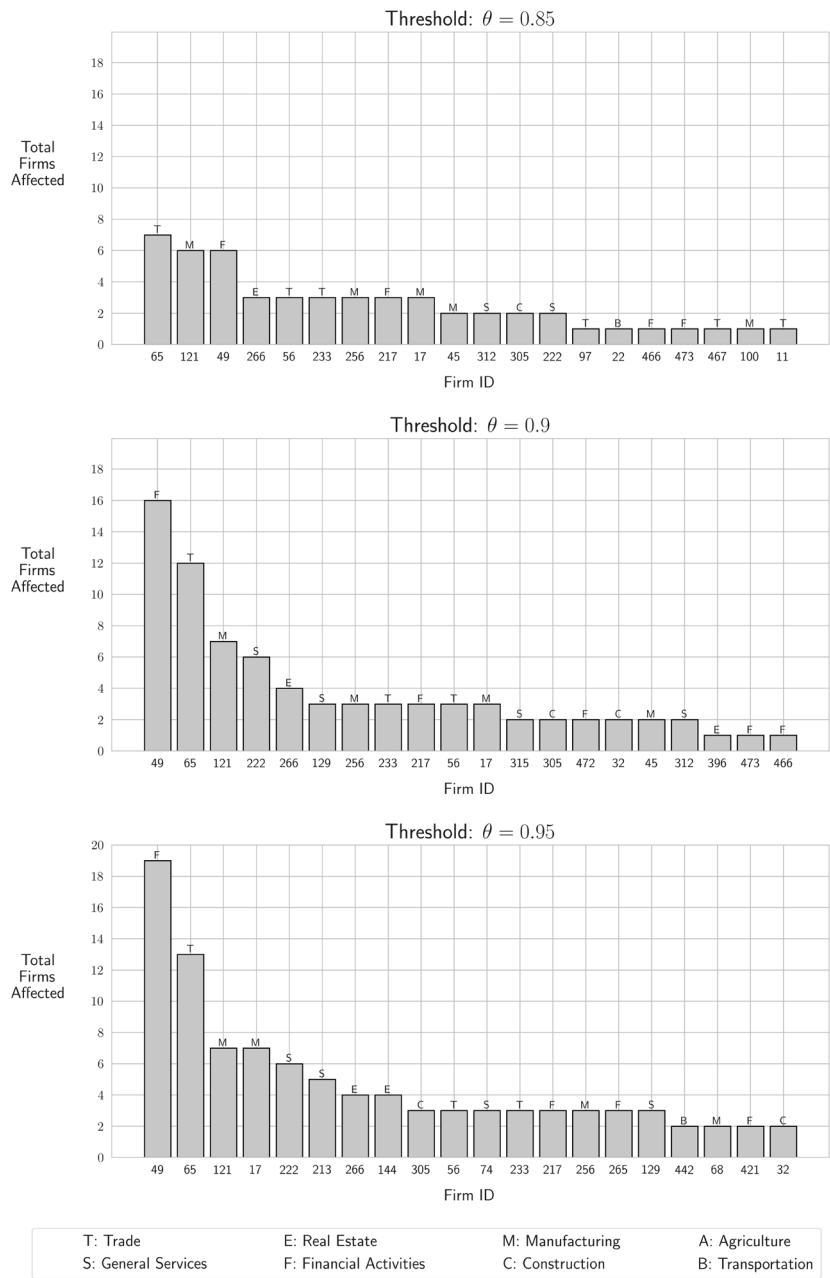 Threshold: θ = 0.85
Total
Firms
Affected
18
16
14
12
10
8
6
4
2
0
T M F E T T M F M M S C S T B F F T M T
65 121 49 266 56 233 256 217 17 45 312 305 222 97 22 466 473 467 100 11
Firm ID
Threshold: θ = 0.9
Total
Firms
Affected
18
16
14
12
10
8
6
4
2
0
F T M S E S M T F T M S C F C M S E F F
49 65 121 222 266 129 256 233 217 56 17 315 305 472 32 45 312 396 473 466
Firm ID
Threshold: θ = 0.95
Total
Firms
Affected
20
18
16
14
12
10
8
6
4
2
0
F T M M S S E E C T S T F M F S B M F C
49 65 121 17 222 213 266 144 305 56 74 233 217 256 265 129 442 68 421 32
Firm ID
T: Trade E: Real Estate M: Manufacturing A: Agriculture
S: General Services F: Financial Activities C: Construction B: Transportation